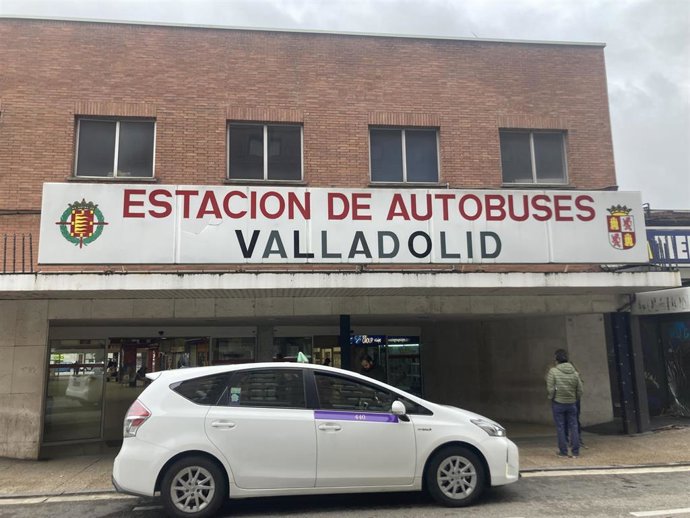 ESTACION DE AUTOBUSES
VALLADOLID
440